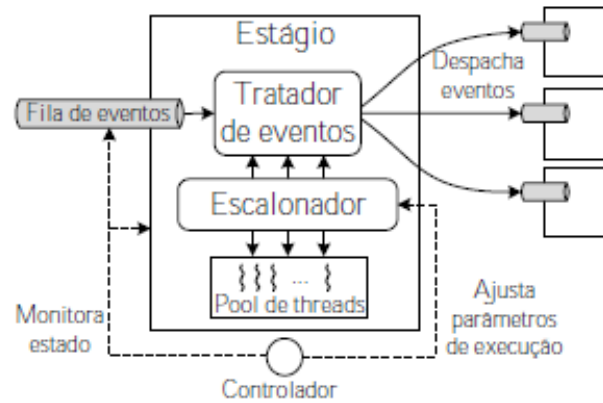 Estágio
Despacha
eventos
Fila de eventos
Tratador
de eventos
Escalonador
...
Pool de threads
Monitora
estado
Ajusta
parâmetros
de execução
Controlador